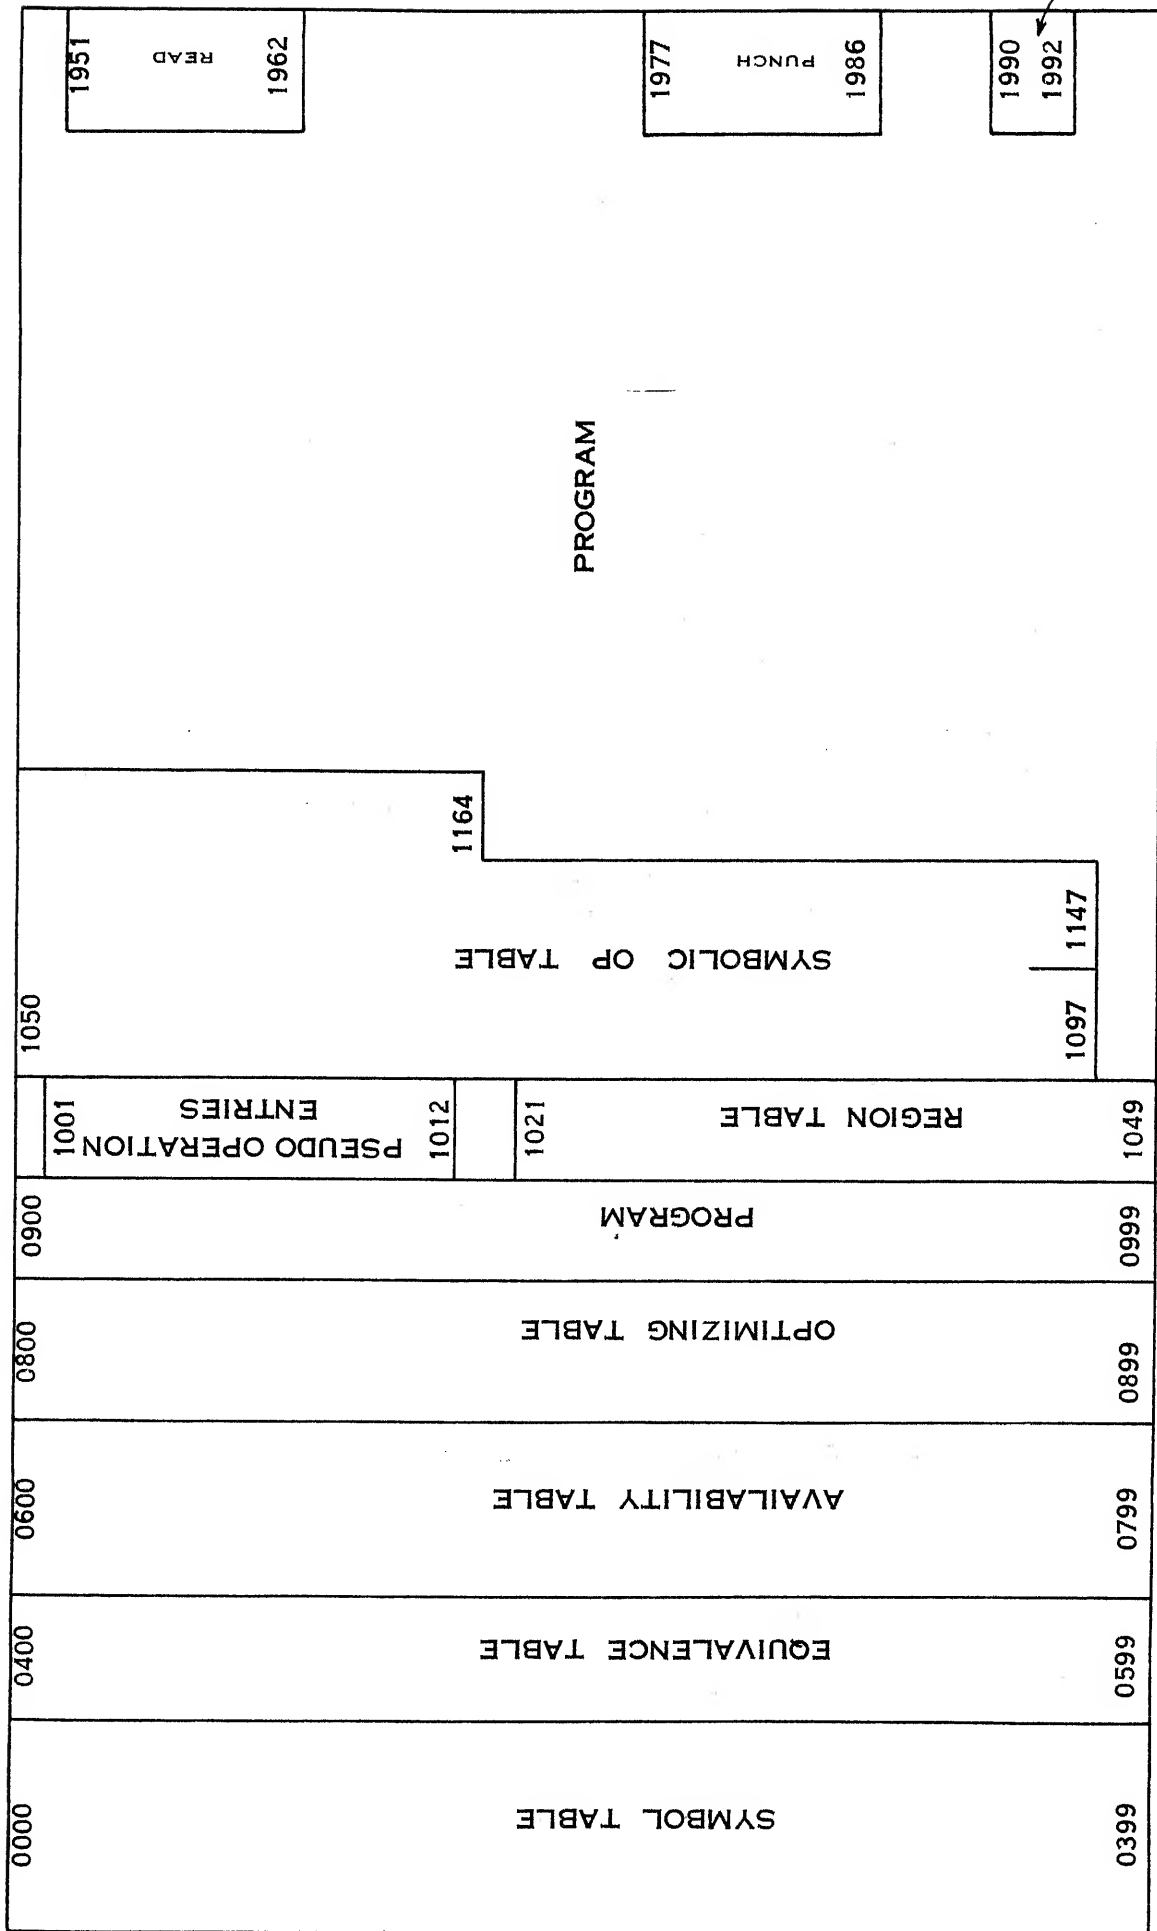 0000
SYMBOL TABLE
0399
0400
EQUIVALENCE TABLE
0599
0600
AVAILABILITY TABLE
0799
0800
OPTIMIZING TABLE
0899
0900
PROGRAM
0999
1001
PSEUDO OPERATION
ENTRIES
1012
1021
REGION TABLE
1049
1050
SYMBOLIC OP TABLE
1097
1147
1164
PROGRAM
1951
READ
1962
1977
PUNCH
1986
1990
1992